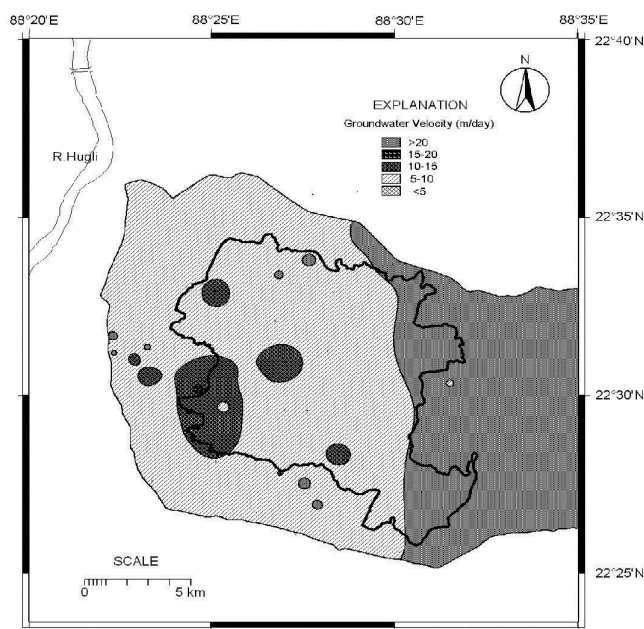 88°20'E 88°25'E 88°30'E 88°35'E
22°40'N
N
EXPLANATION
Groundwater Velocity (m/day)
>20
15-20
10-15
5-10
<5
R.Hugli
22°35'N
22°30'N
22°25'N
SCALE
0 5 km